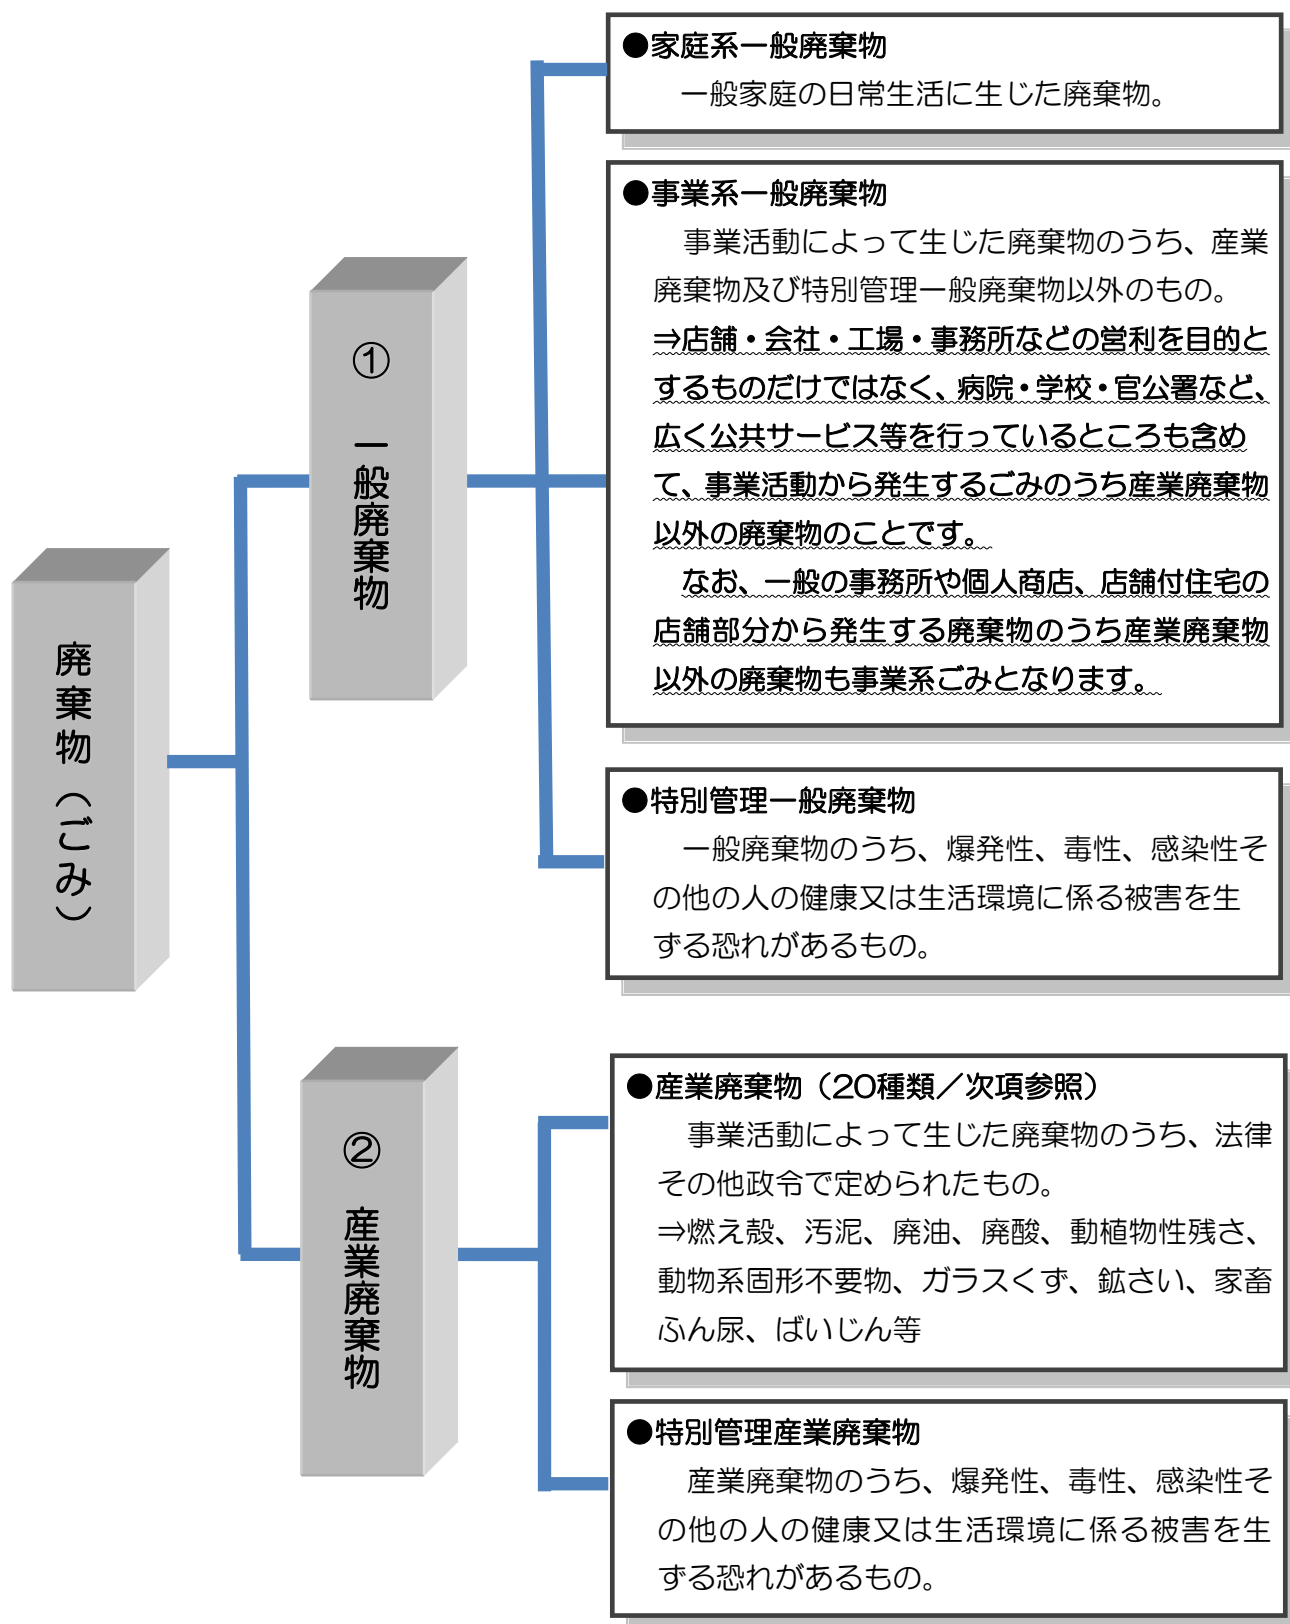 廃棄物（ごみ）
① 一般廃棄物
●家庭系一般廃棄物
一般家庭の日常生活に生じた廃棄物。
●事業系一般廃棄物
事業活動によって生じた廃棄物のうち、産業
廃棄物及び特別管理一般廃棄物以外のもの。
⇒店舗・会社・工場・事務所などの営利を目的と
するものだけではなく、病院・学校・官公署など、
広く公共サービス等を行っているところも含め
て、事業活動から発生するごみのうち産業廃棄物
以外の廃棄物のことです。
なお、一般の事務所や個人商店、店舗付住宅の
店舗部分から発生する廃棄物のうち産業廃棄物
以外の廃棄物も事業系ごみとなります。
●特別管理一般廃棄物
一般廃棄物のうち、爆発性、毒性、感染性そ
の他の人の健康又は生活環境に係る被害を生
ずる恐れがあるもの。
② 産業廃棄物
●産業廃棄物（20種類／次項参照）
事業活動によって生じた廃棄物のうち、法律
その他政令で定められたもの。
⇒燃え殻、汚泥、廃油、廃酸、動植物性残さ、
動物系固形不要物、ガラスくず、鉱さい、家畜
ふん尿、ばいじん等
●特別管理産業廃棄物
産業廃棄物のうち、爆発性、毒性、感染性そ
の他の人の健康又は生活環境に係る被害を生
ずる恐れがあるもの。